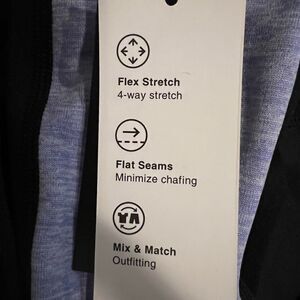 Flex Stretch
4-way stretch
Flat Seams
Minimize chafing
Mix & Match
Outfitting